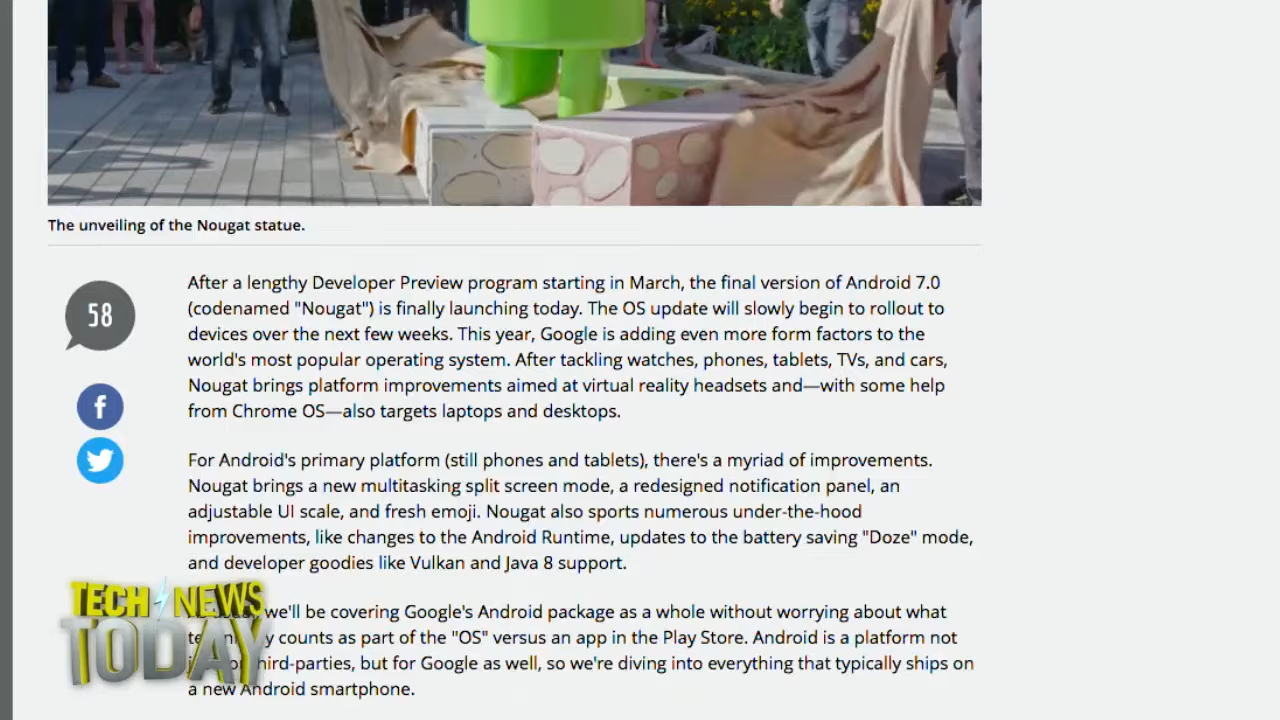 The unveiling of the Nougat statue.
58
After a lengthy Developer Preview program starting in March, the final version of Android 7.0
(codenamed "Nougat") is finally launching today. The OS update will slowly begin to rollout to
devices over the next few weeks. This year, Google is adding even more form factors to the
world's most popular operating system. After tackling watches, phones, tablets, TVs, and cars,
Nougat brings platform improvements aimed at virtual reality headsets and—with some help
from Chrome OS—also targets laptops and desktops.
For Android's primary platform (still phones and tablets), there's a myriad of improvements.
Nougat brings a new multitasking split screen mode, a redesigned notification panel, an
adjustable UI scale, and fresh emoji. Nougat also sports numerous under-the-hood
improvements, like changes to the Android Runtime, updates to the battery saving "Doze" mode,
and developer goodies like Vulkan and Java 8 support.
we'll be covering Google's Android package as a whole without worrying about what
counts as part of the "OS" versus an app in the Play Store. Android is a platform not
but for Google as well, so we're diving into everything that typically ships on
a new Android smartphone.
TECH NEWS
TODAY